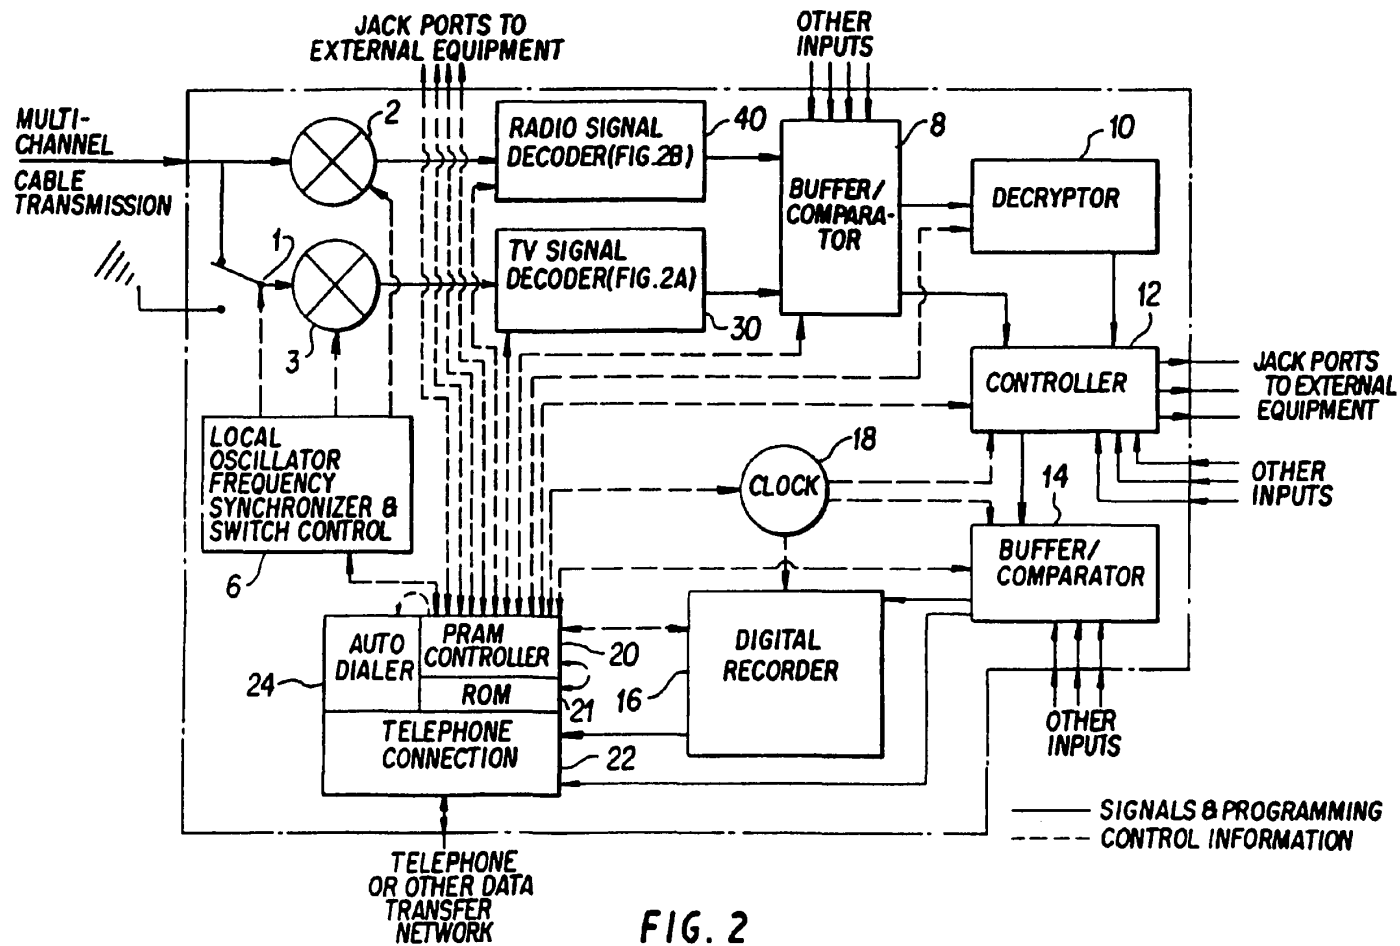 JACK PORTS TO
EXTERNAL EQUIPMENT
OTHER
INPUTS
MULTI-
CHANNEL
CABLE
TRANSMISSION
2
RADIO SIGNAL
DECODER(FIG.2B)
40
8
BUFFER/
COMPARA-
TOR
10
DECRYPTOR
1
3
TV SIGNAL
DECODER(FIG.2A)
30
12
CONTROLLER
JACK PORTS
TO EXTERNAL
EQUIPMENT
LOCAL
OSCILLATOR
FREQUENCY
SYNCHRONIZER &
SWITCH CONTROL
6
18
CLOCK
OTHER
INPUTS
14
BUFFER/
COMPARATOR
AUTO
DIALER
24
PRAM
CONTROLLER
20
ROM
21
TELEPHONE
CONNECTION
22
16
DIGITAL
RECORDER
OTHER
INPUTS
SIGNALS & PROGRAMMING
CONTROL INFORMATION
TELEPHONE
OR OTHER DATA
TRANSFER
NETWORK
FIG. 2